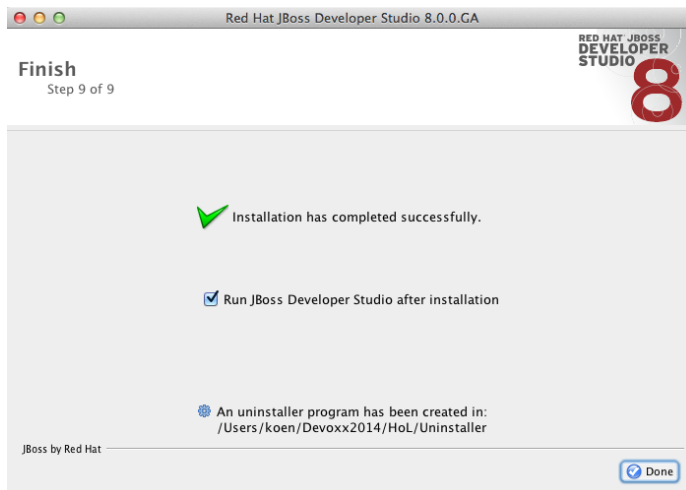 Red Hat JBoss Developer Studio 8.0.0.GA
RED HAT JBOSS
DEVELOPER
STUDIO
8
Finish
Step 9 of 9
Installation has completed successfully.
Run JBoss Developer Studio after installation
An uninstaller program has been created in:
/Users/koen/Devoxx2014/HoL/Uninstaller
JBoss by Red Hat
Done